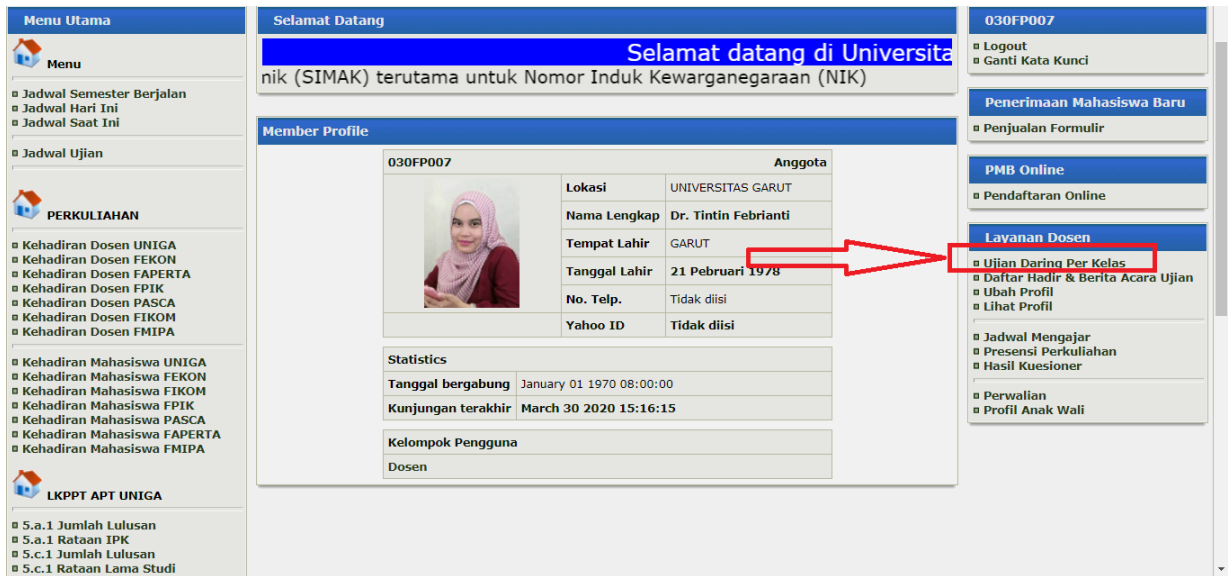 Menu Utama
Menu
Jadwal Semester Berjalan
Jadwal Hari Ini
Jadwal Saat Ini
Jadwal Ujian
PERKULIAHAN
Kehadiran Dosen UNIGA
Kehadiran Dosen FEKON
Kehadiran Dosen FAPERTA
Kehadiran Dosen FPIK
Kehadiran Dosen PASCA
Kehadiran Dosen FIKOM
Kehadiran Dosen FMIPA
Kehadiran Mahasiswa UNIGA
Kehadiran Mahasiswa FEKON
Kehadiran Mahasiswa FIKOM
Kehadiran Mahasiswa FPIK
Kehadiran Mahasiswa PASCA
Kehadiran Mahasiswa FAPERTA
Kehadiran Mahasiswa FMIPA
LKPPT APT UNIGA
5.a.1 Jumlah Lulusan
5.a.1 Rataan IPK
5.c.1 Jumlah Lulusan
5.c.1 Rataan Lama Studi
Selamat Datang
Selamat datang di Universita
nik (SIMAK) terutama untuk Nomor Induk Kewarganegaraan (NIK)
Member Profile
030FP007 Anggota
Lokasi UNIVERSITAS GARUT
Nama Lengkap Dr. Tintin Febrianti
Tempat Lahir GARUT
Tanggal Lahir 21 Pebruari 1978
No. Telp. Tidak diisi
Yahoo ID Tidak diisi
Statistics
Tanggal bergabung January 01 1970 08:00:00
Kunjungan terakhir March 30 2020 15:16:15
Kelompok Pengguna
Dosen
030FP007
Logout
Ganti Kata Kunci
Penerimaan Mahasiswa Baru
Penjualan Formulir
PMB Online
Pendaftaran Online
Layanan Dosen
Ujian Daring Per Kelas
Daftar Hadir & Berita Acara Ujian
Ubah Profil
Lihat Profil
Jadwal Mengajar
Presensi Perkuliahan
Hasil Kuesioner
Perwalian
Profil Anak Wali